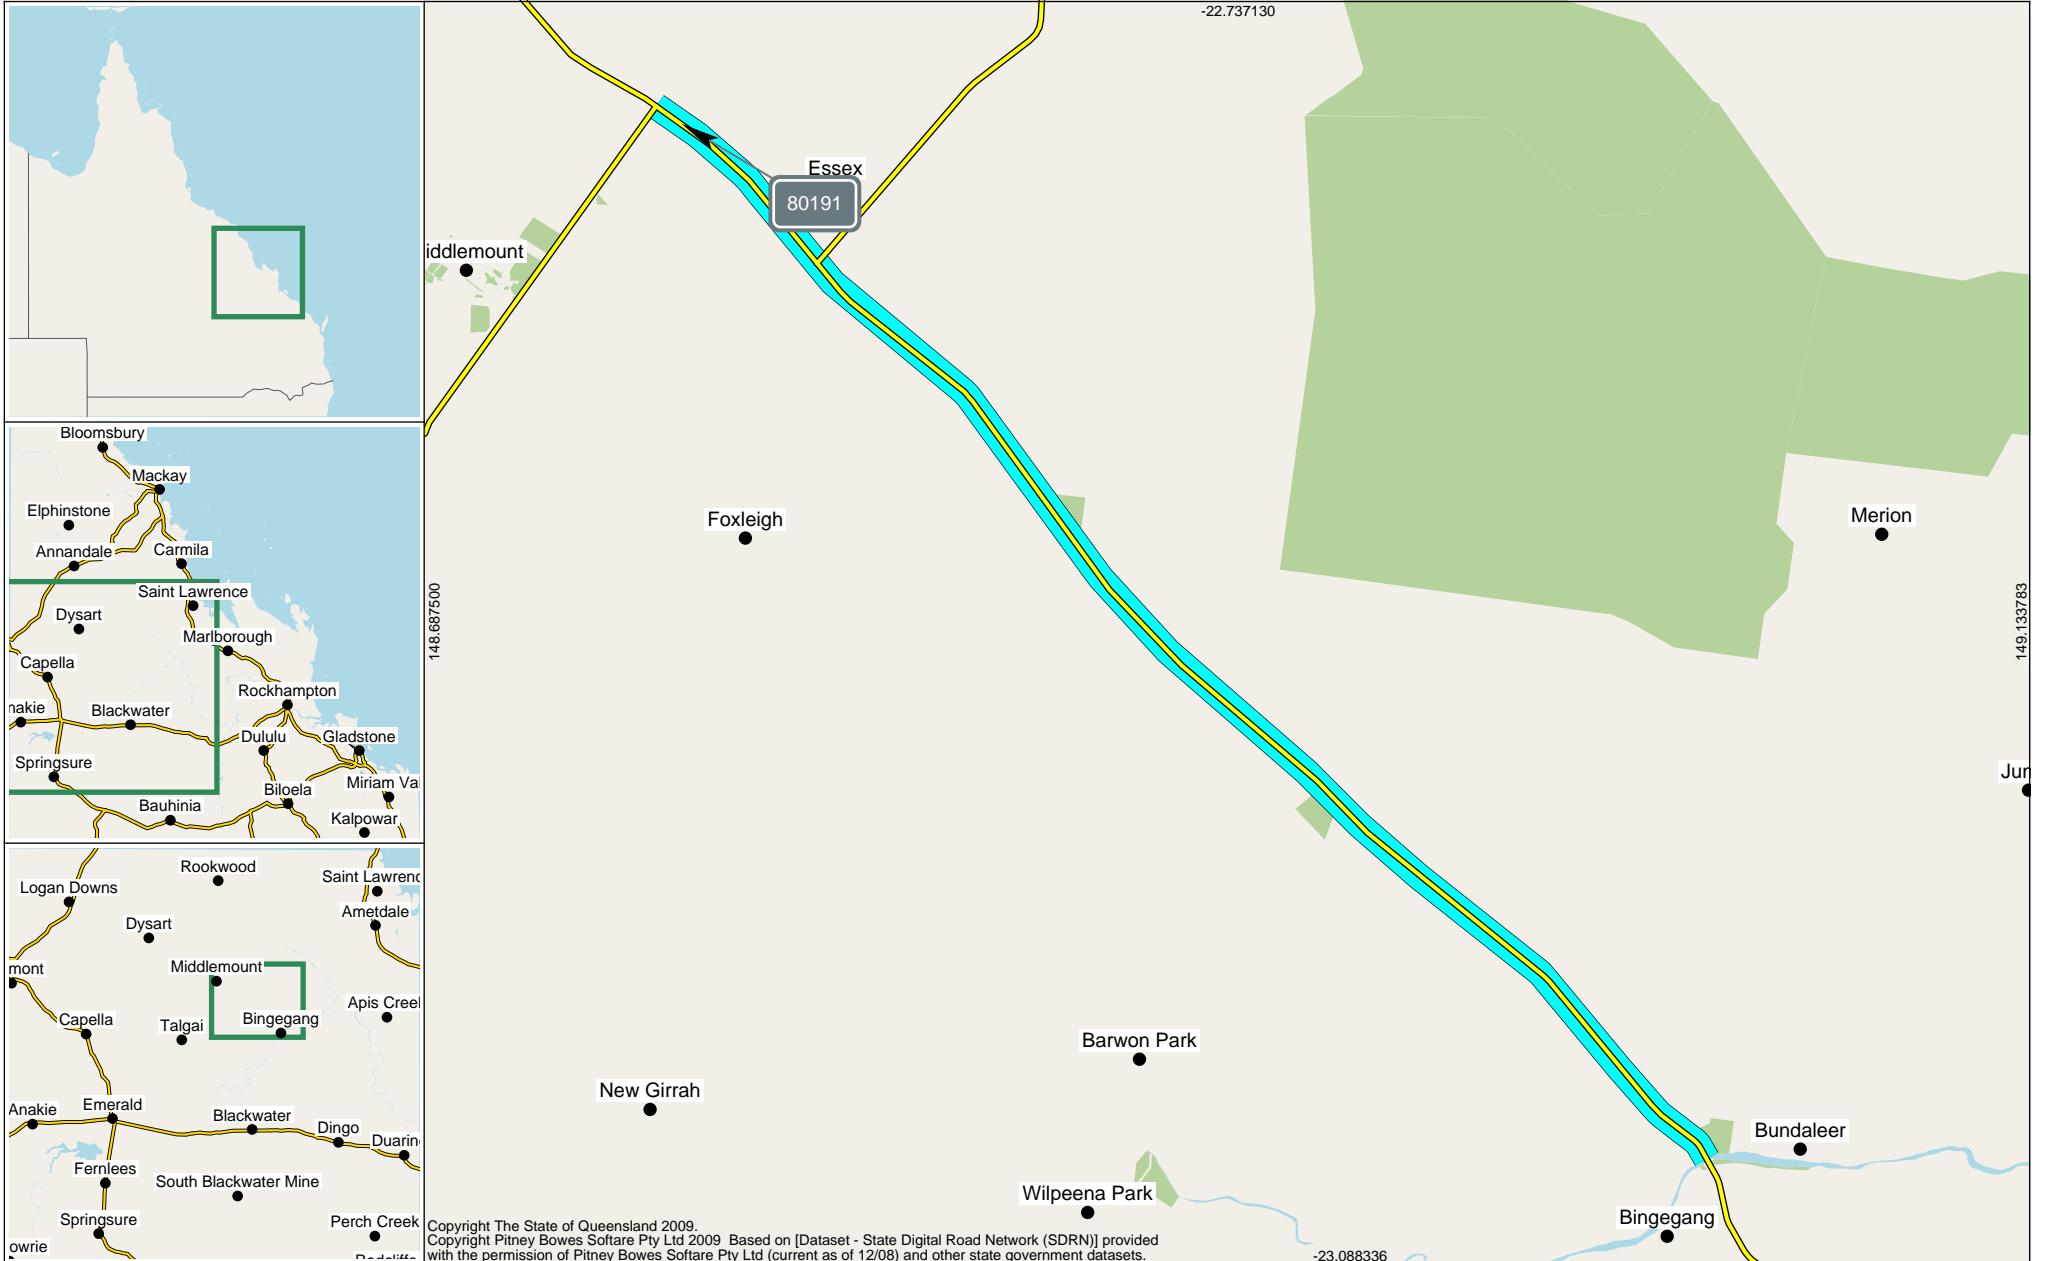 -22.737130
Essex
80191
iddlemount
Foxleigh
Merion
148.687500
149.133783
Jun
Barwon Park
New Girrah
Bundaleer
Wilpeena Park
Bingegang
-23.088336
Copyright The State of Queensland 2009.
Copyright Pitney Bowes Softare Pty Ltd 2009 Based on [Dataset - State Digital Road Network (SDRN)] provided
with the permission of Pitney Bowes Softare Pty Ltd (current as of 12/08) and other state government datasets.
Bloomsbury
Mackay
Elphinstone
Annandale
Carmila
Saint Lawrence
Dysart
Marlborough
Capella
Rockhampton
nakie
Blackwater
Dululu
Gladstone
Springsure
Miriam Val
Biloela
Bauhinia
Kalpowar
Rookwood
Logan Downs
Saint Lawrenc
Ametdale
Dysart
mont
Middlemount
Apis Creek
Capella
Talgai
Bingegang
Anakie
Emerald
Blackwater
Dingo
Duaring
Fernlees
South Blackwater Mine
Springsure
Perch Creek
owrie